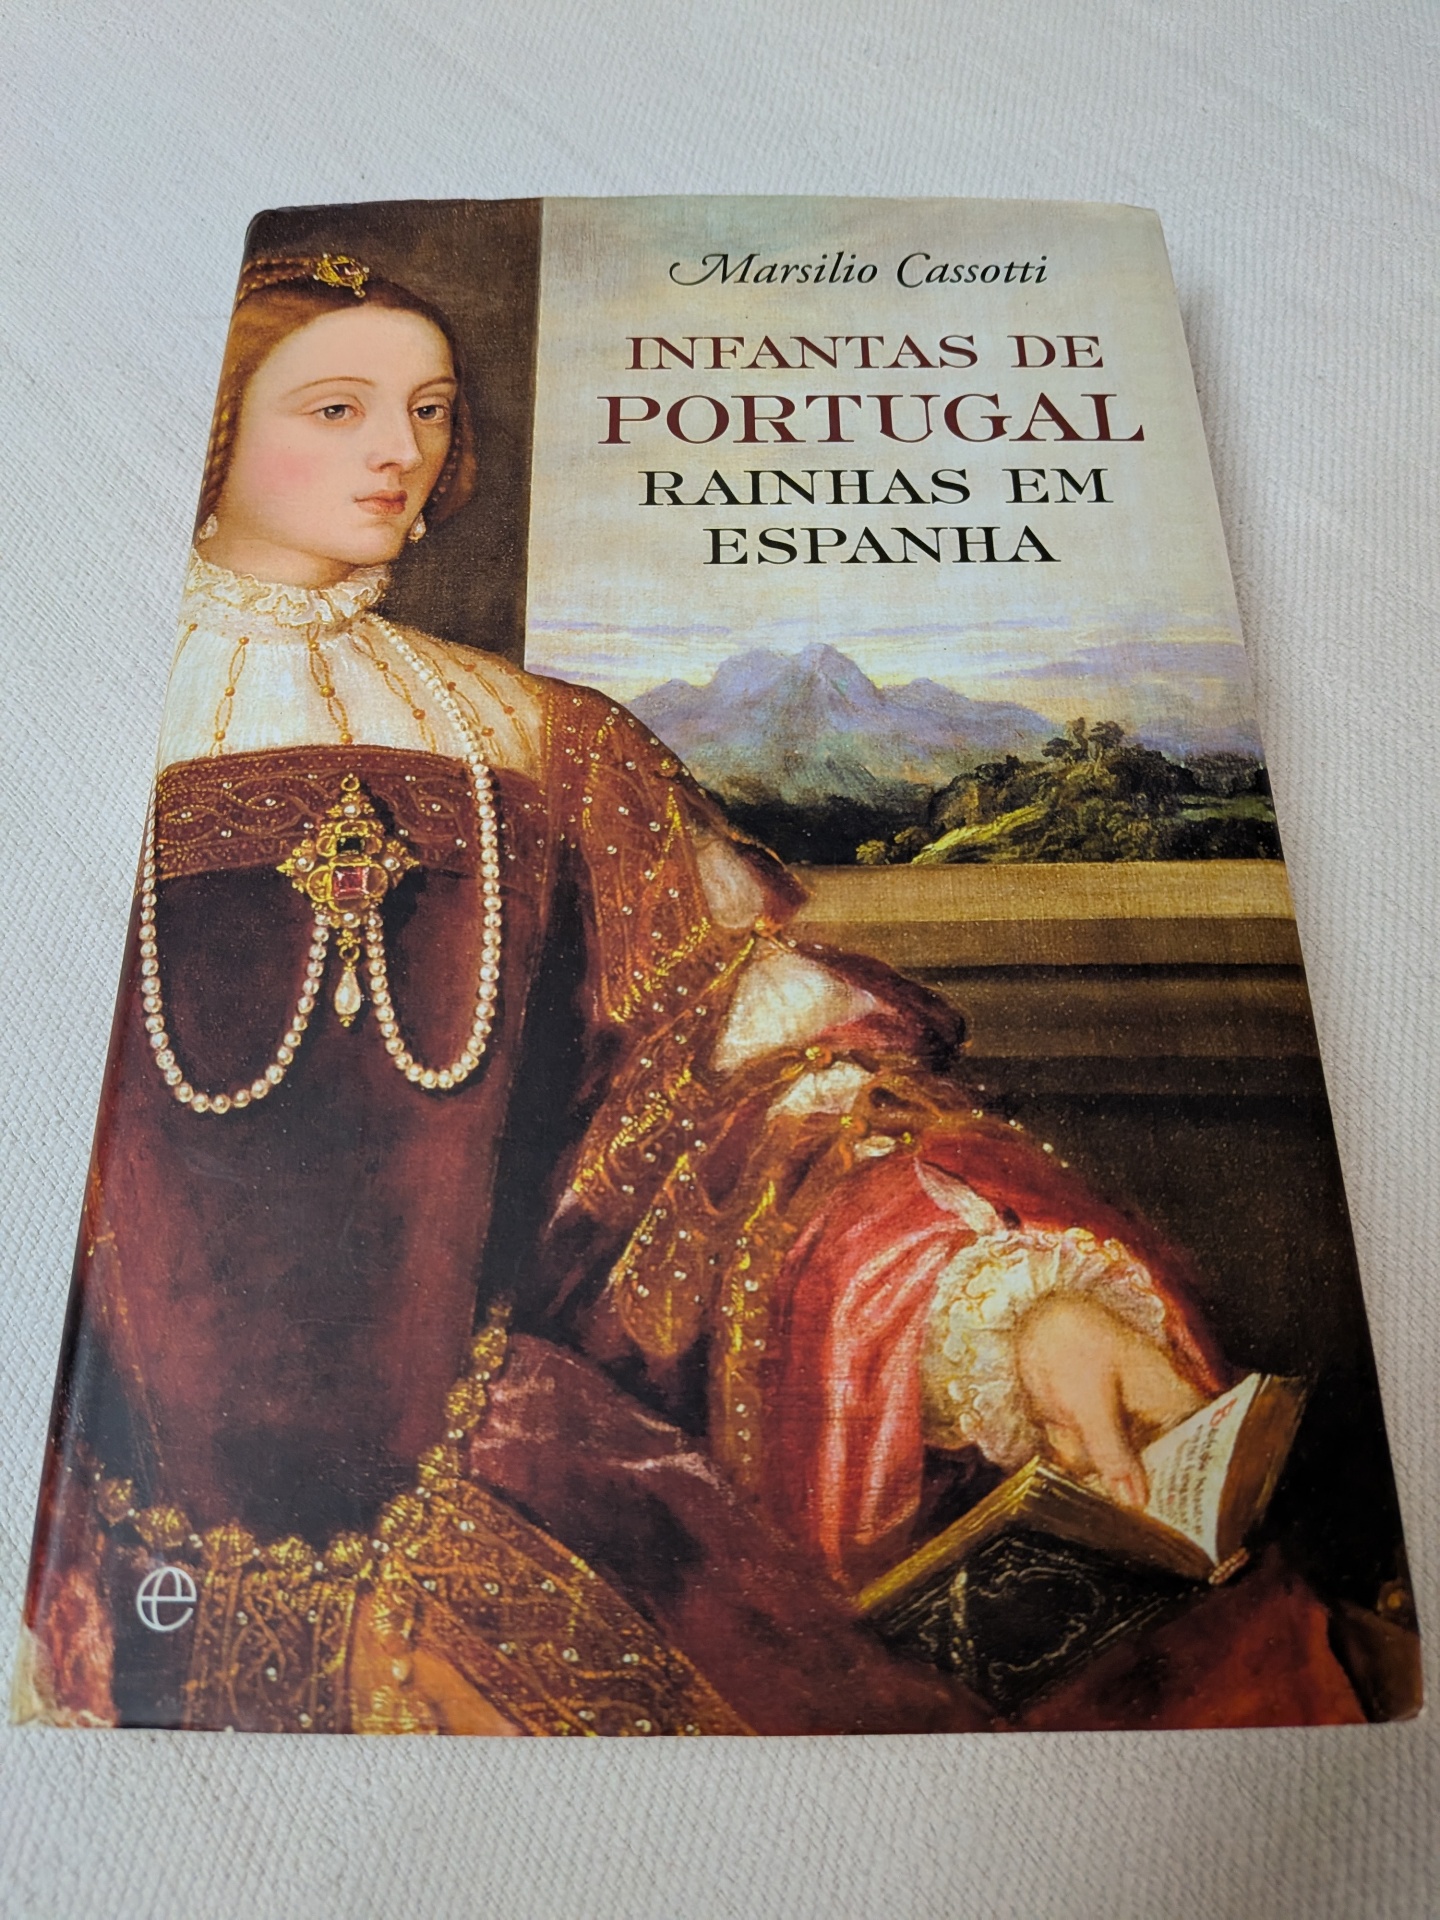 Marsilio Cassotti
INFANTAS DE
PORTUGAL
RAINHAS EM
ESPANHA
e